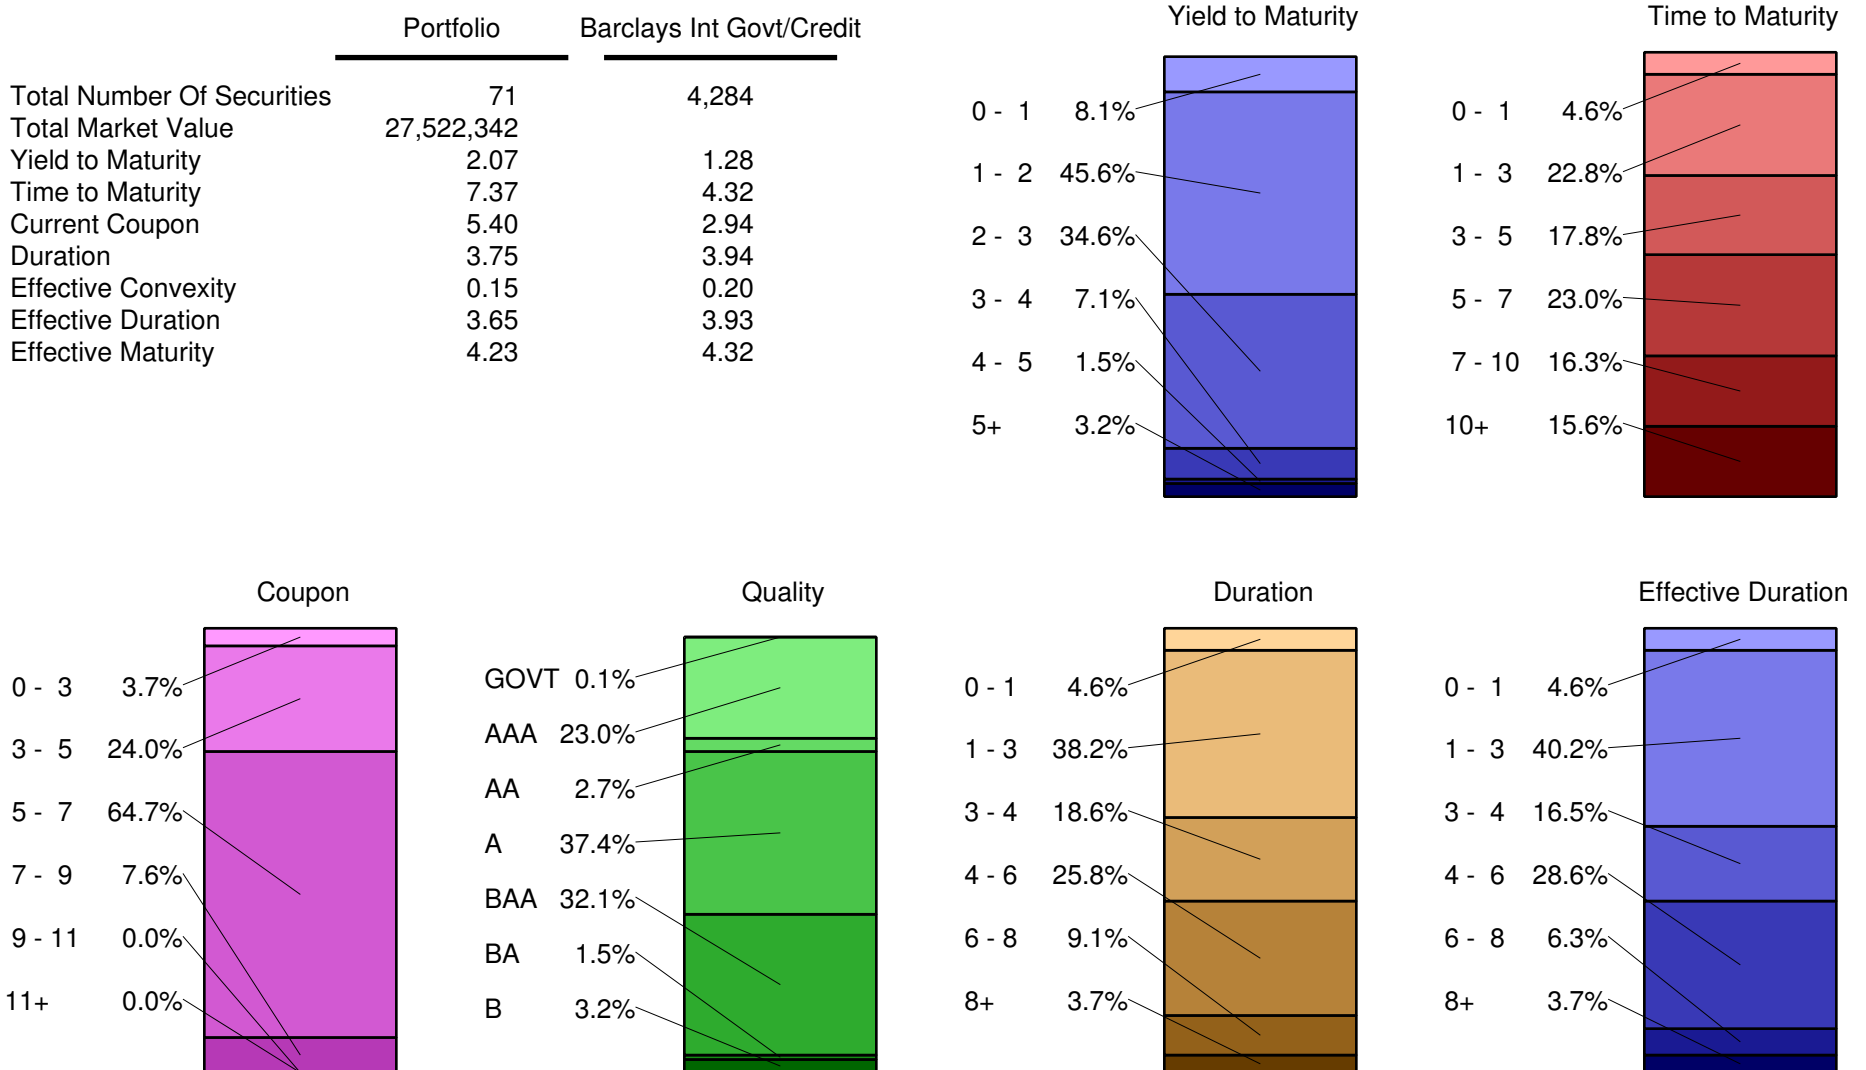 Portfolio Barclays Int Govt/Credit
Total Number Of Securities 71 4,284
Total Market Value 27,522,342
Yield to Maturity 2.07 1.28
Time to Maturity 7.37 4.32
Current Coupon 5.40 2.94
Duration 3.75 3.94
Effective Convexity 0.15 0.20
Effective Duration 3.65 3.93
Effective Maturity 4.23 4.32
Yield to Maturity
0 - 1 8.1%
1 - 2 45.6%
2 - 3 34.6%
3 - 4 7.1%
4 - 5 1.5%
5+ 3.2%
Time to Maturity
0 - 1 4.6%
1 - 3 22.8%
3 - 5 17.8%
5 - 7 23.0%
7 - 10 16.3%
10+ 15.6%
Coupon
0 - 3 3.7%
3 - 5 24.0%
5 - 7 64.7%
7 - 9 7.6%
9 - 11 0.0%
11+ 0.0%
Quality
GOVT 0.1%
AAA 23.0%
AA 2.7%
A 37.4%
BAA 32.1%
BA 1.5%
B 3.2%
Duration
0 - 1 4.6%
1 - 3 38.2%
3 - 4 18.6%
4 - 6 25.8%
6 - 8 9.1%
8+ 3.7%
Effective Duration
0 - 1 4.6%
1 - 3 40.2%
3 - 4 16.5%
4 - 6 28.6%
6 - 8 6.3%
8+ 3.7%